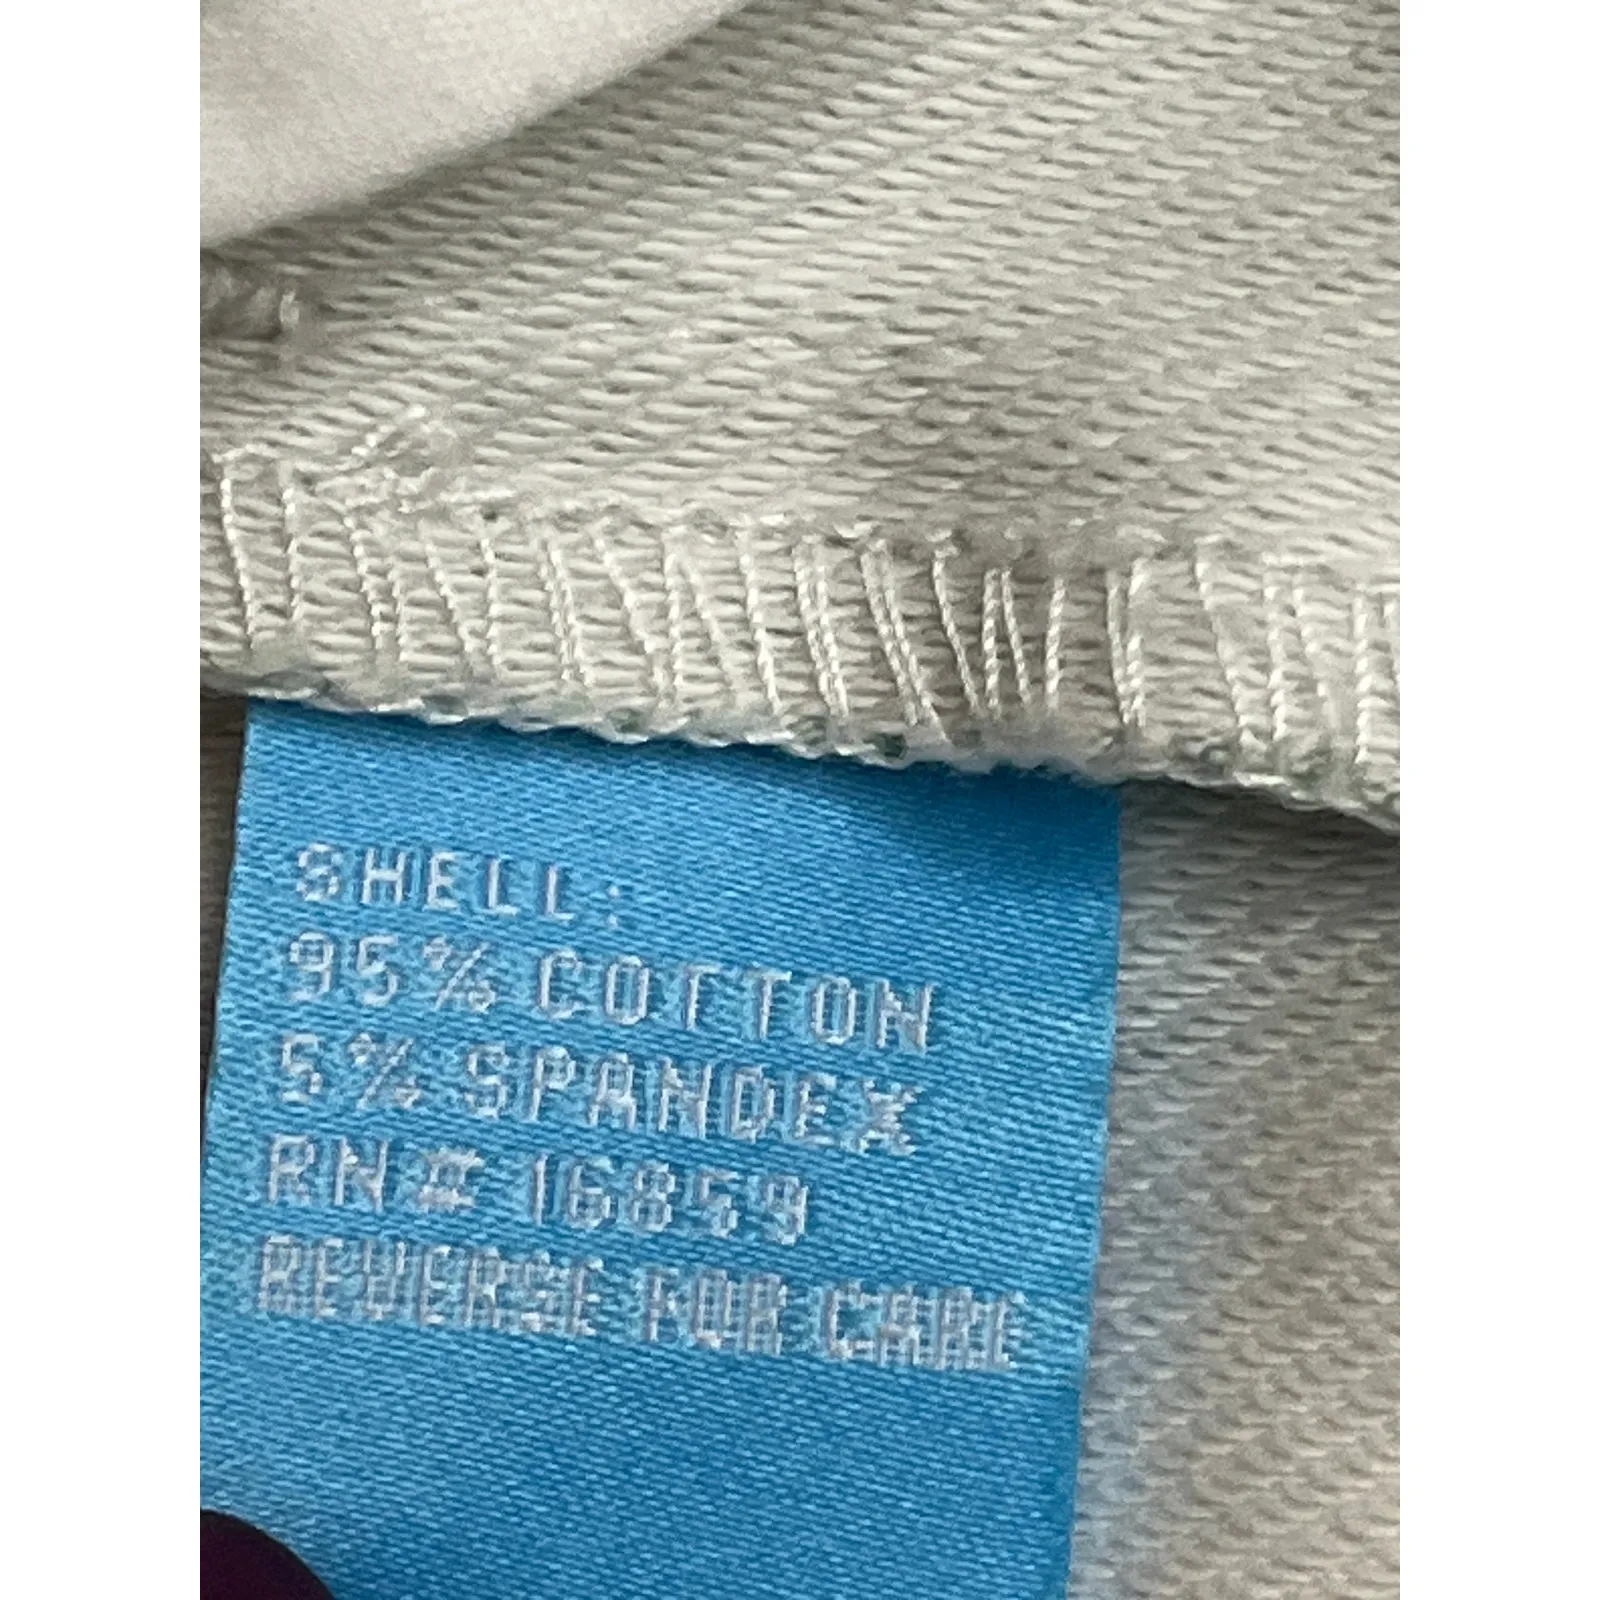 SHELL:
95% COTTON
5% SPANDEX
RN# 16859
REVERSE FOR CARE